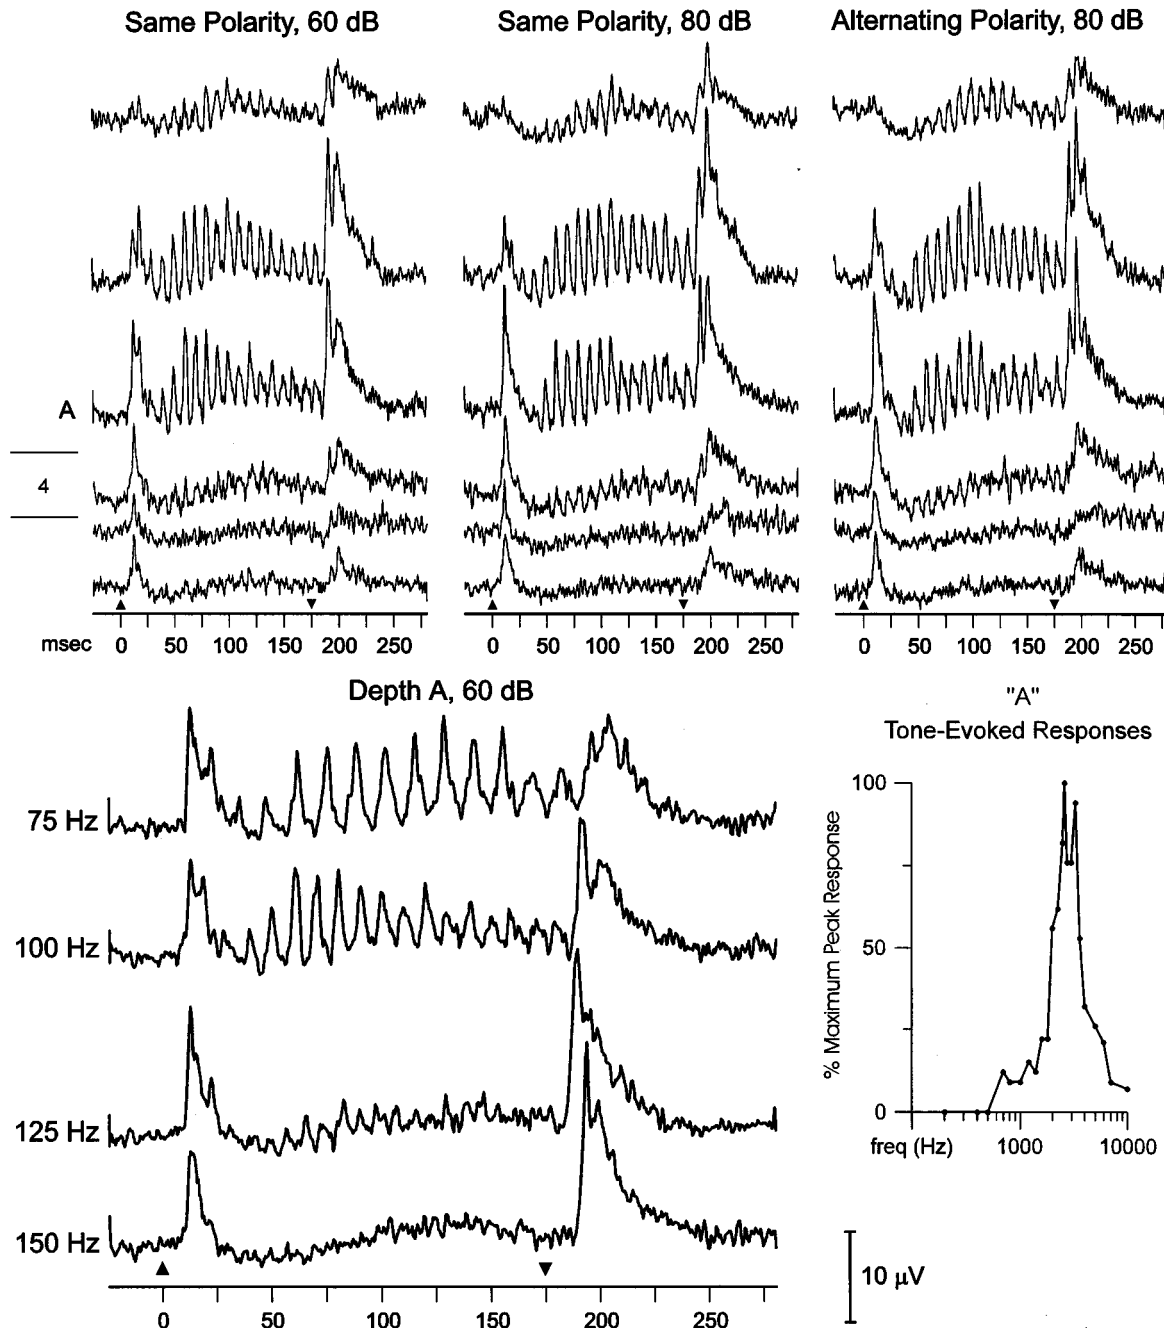 Same Polarity, 60 dB
Same Polarity, 80 dB
Alternating Polarity, 80 dB
A
4
msec 0 50 100 150 200 250
0 50 100 150 200 250
0 50 100 150 200 250
Depth A, 60 dB
75 Hz
100 Hz
125 Hz
150 Hz
0 50 100 150 200 250
"A"
Tone-Evoked Responses
% Maximum Peak Response
100
50
0
freq (Hz) 1000 10000
10 µV